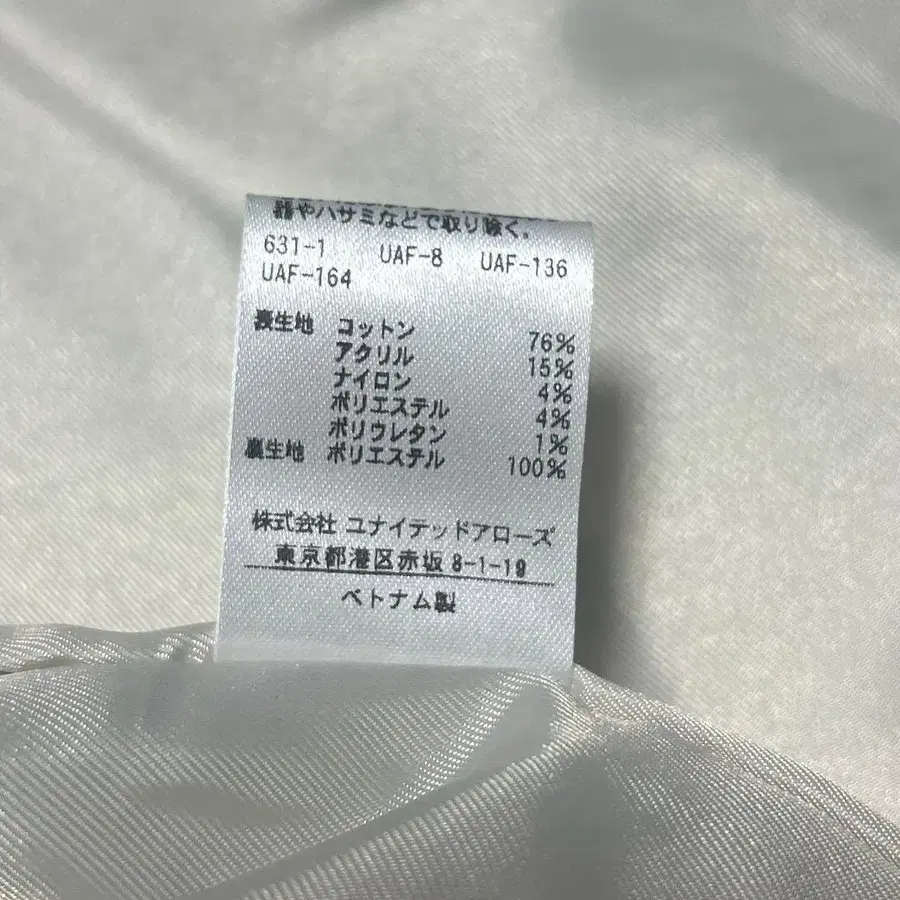 器やハサミなどで取り除く。
631-1 UAF-8 UAF-136
UAF-164
表生地 コットン 76%
アクリル 15%
ナイロン 4%
ポリエステル 4%
ポリウレタン 1%
裏生地 ポリエステル 100%
株式会社 ユナイテッドアローズ
東京都港区赤坂 8-1-19
ベトナム製